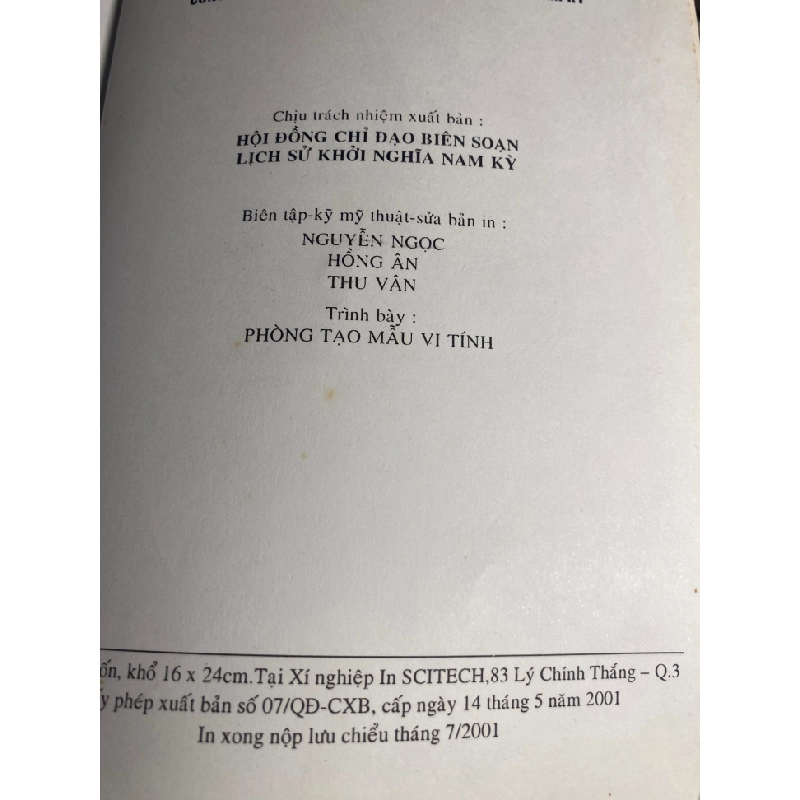 Chịu trách nhiệm xuất bản :
HỘI ĐỒNG CHỈ ĐẠO BIÊN SOẠN
LỊCH SỬ KHỞI NGHĨA NAM KỲ
Biên tập-kỹ mỹ thuật-sửa bản in :
NGUYỄN NGỌC
HỒNG ÂN
THU VÂN
Trình bày :
PHÒNG TẠO MẪU VI TÍNH
khổ 16 x 24cm.Tại Xí nghiệp In SCITECH,83 Lý Chính Thắng – Q.3
phép xuất bản số 07/QĐ-CXB, cấp ngày 14 tháng 5 năm 2001
In xong nộp lưu chiểu tháng 7/2001